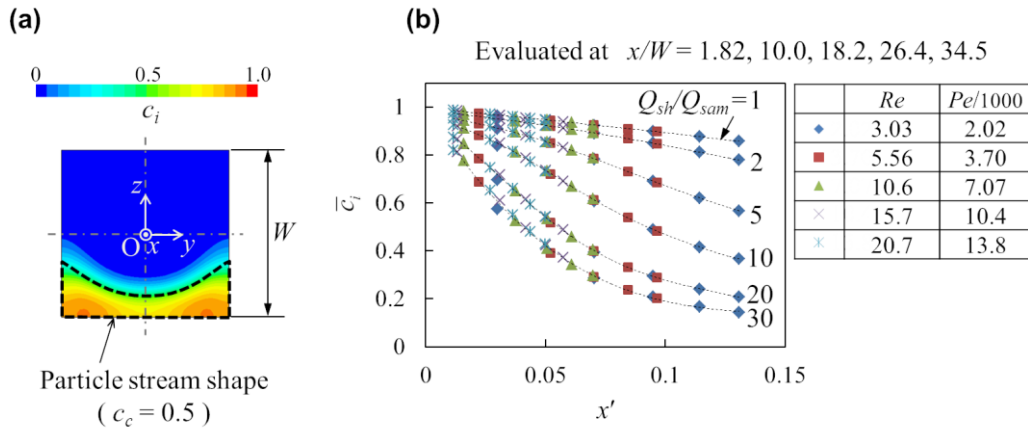 (a)
0 0.5 1.0
c_i
z
O x y
W
Particle stream shape
( c_c = 0.5 )
(b)
Evaluated at x/W = 1.82, 10.0, 18.2, 26.4, 34.5
Q_sh/Q_sam=1
2
5
10
20
30
1
0.8
0.6
0.4
0.2
0
c̄_i
0 0.05 0.1 0.15
x′
Re Pe/1000
3.03 2.02
5.56 3.70
10.6 7.07
15.7 10.4
20.7 13.8